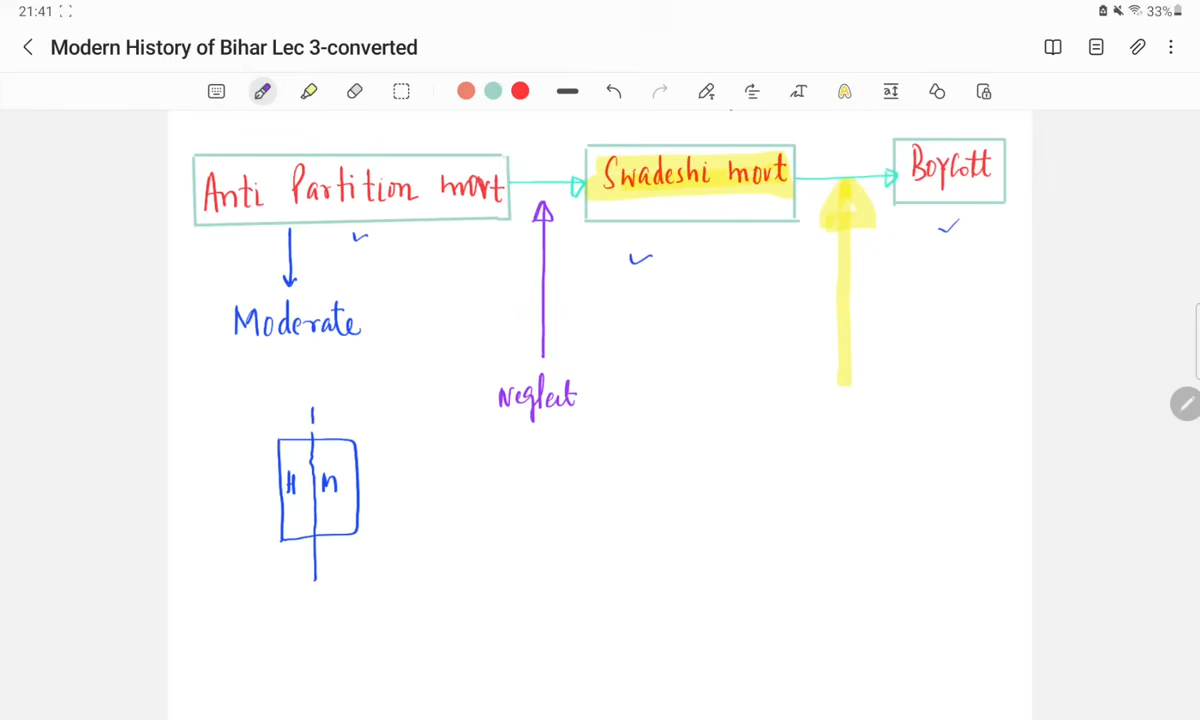 21:41
33%
Modern History of Bihar Lec 3-converted
Anti Partition movt
Swadeshi movt
Boycott
Moderate
Neglect
H M